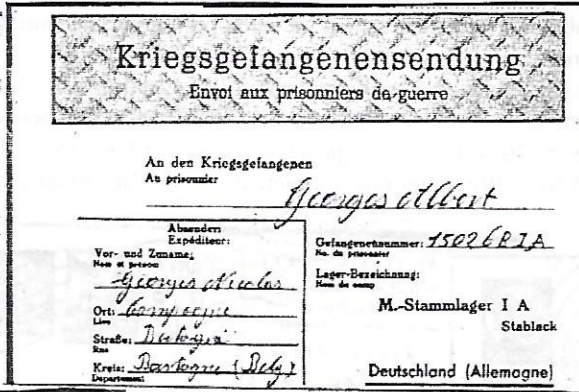 Kriegsgefangenensendung
Envoi aux prisonniers de guerre
An den Kriegsgefangenen
Au prisonnier
Georges Albert
Absender:
Expéditeur:
Vor- und Zuname:
Nom et prénom
Georges Nicolas
Ort: Compogne
Lieu
Straße:
Rue
Kreis: Bastogne (Belg)
Département
Gefangenennummer: 15026 B I A
No. du prisonnier
Lager-Bezeichnung:
Nom du camp
M.-Stammlager I A
Stablack
Deutschland (Allemagne)